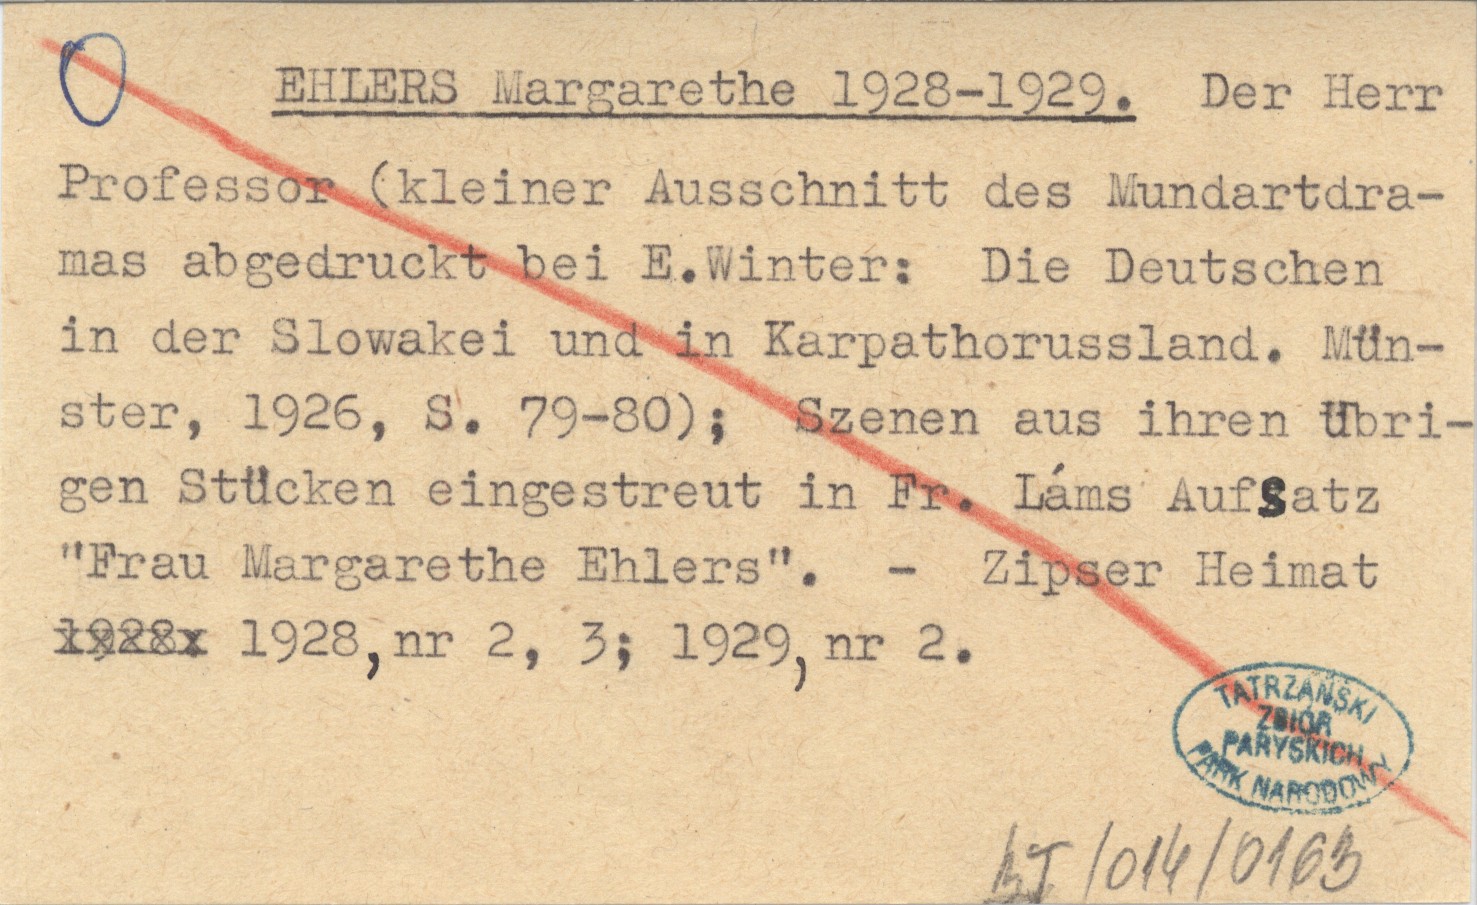 EHLERS Margarethe 1928-1929. Der Herr
Professor (kleiner Ausschnitt des Mundartdra-
mas abgedruckt bei E.Winter: Die Deutschen
in der Slowakei und in Karpathorussland. Mün-
ster, 1926, S. 79-80); Szenen aus ihren übri-
gen Stücken eingestreut in Fr. Láms Aufsatz
"Frau Margarethe Ehlers". - Zipser Heimat
1928, nr 2, 3; 1929, nr 2.
TATRZAŃSKI
ZBIÓR
PARYSKICH
PARK NARODOWY
/014/0163